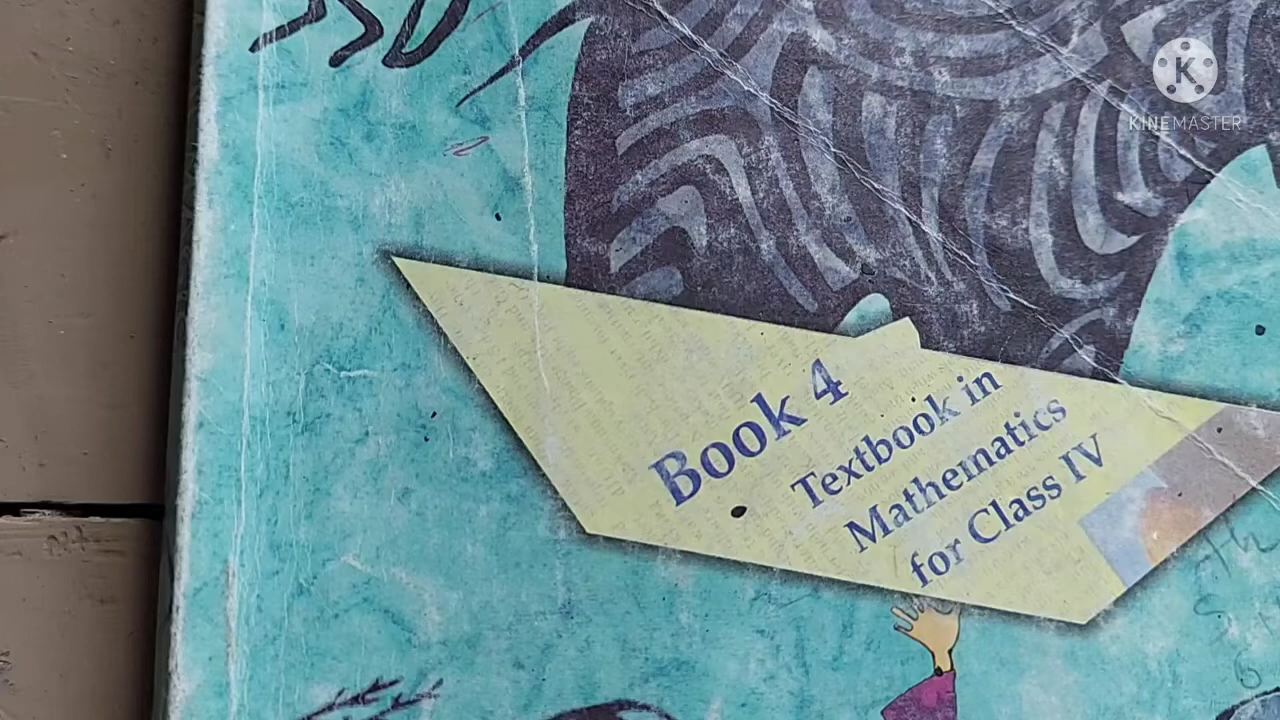 K
KINEMASTER
Book 4
Textbook in
Mathematics
for Class IV